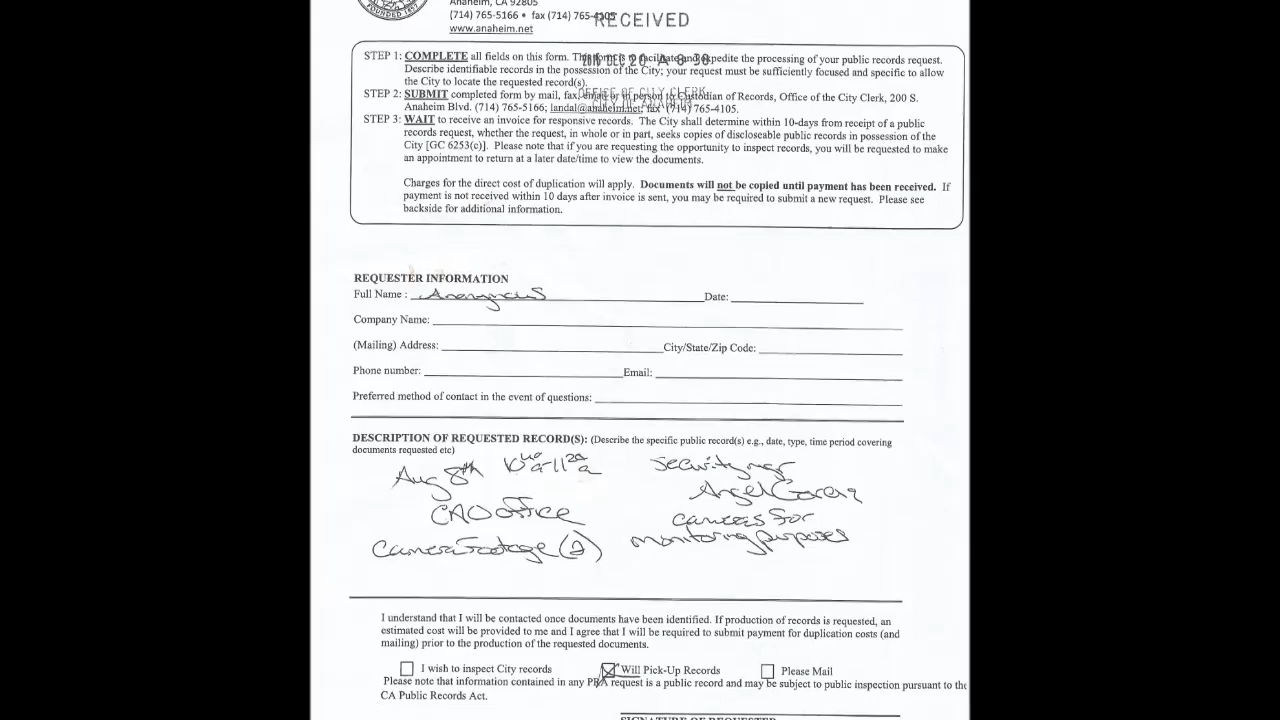 FOUNDED 1857
Anaheim, CA 92805
(714) 765-5166 • fax (714) 765-4105
RECEIVED
www.anaheim.net
STEP 1: COMPLETE all fields on this form. This form is to facilitate and expedite the processing of your public records request.
Describe identifiable records in the possession of the City; your request must be sufficiently focused and specific to allow
the City to locate the requested record(s).
DEC 20 A 8:
OFFICE OF CITY CLERK
CITY OF ANAHEIM
STEP 2: SUBMIT completed form by mail, fax, email or in person to Custodian of Records, Office of the City Clerk, 200 S.
Anaheim Blvd. (714) 765-5166; landal@anaheim.net; fax (714) 765-4105.
STEP 3: WAIT to receive an invoice for responsive records. The City shall determine within 10-days from receipt of a public
records request, whether the request, in whole or in part, seeks copies of discloseable public records in possession of the
City [GC 6253(c)]. Please note that if you are requesting the opportunity to inspect records, you will be requested to make
an appointment to return at a later date/time to view the documents.
Charges for the direct cost of duplication will apply. Documents will not be copied until payment has been received. If
payment is not received within 10 days after invoice is sent, you may be required to submit a new request. Please see
backside for additional information.
REQUESTER INFORMATION
Full Name : Anonymous Date:
Company Name:
(Mailing) Address: City/State/Zip Code:
Phone number: Email:
Preferred method of contact in the event of questions:
DESCRIPTION OF REQUESTED RECORD(S): (Describe the specific public record(s) e.g., date, type, time period covering
documents requested etc)
Aug 8th
CAO office
Camera Footage (2)
Security mgr
Angel Garcia
cameras for
monitoring purposes
I understand that I will be contacted once documents have been identified. If production of records is requested, an
estimated cost will be provided to me and I agree that I will be required to submit payment for duplication costs (and
mailing) prior to the production of the requested documents.
I wish to inspect City records Will Pick-Up Records Please Mail
Please note that information contained in any PRA request is a public record and may be subject to public inspection pursuant to the
CA Public Records Act.
SIGNATURE OF REQUESTER